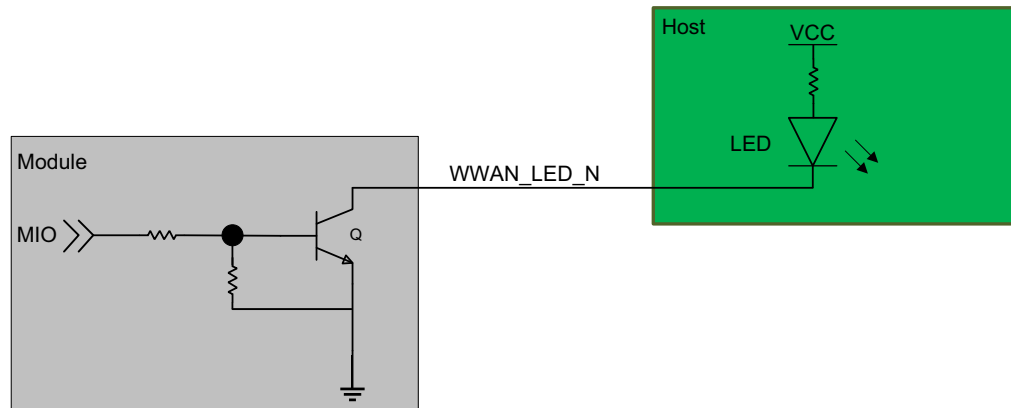 Host
VCC
LED
Module
WWAN_LED_N
MIO
Q